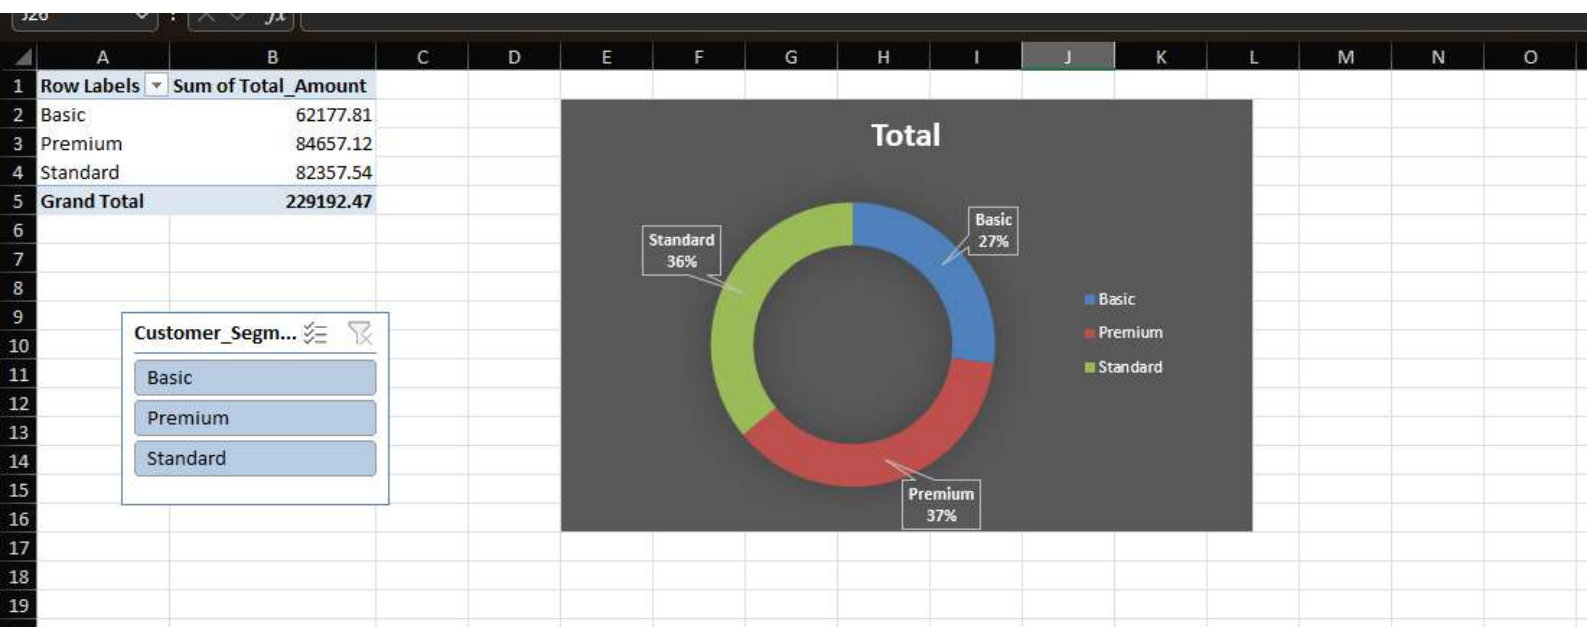 J26
fx
A B C D E F G H I J K L M N O
1 Row Labels Sum of Total_Amount
2 Basic 62177.81
3 Premium 84657.12
4 Standard 82357.54
5 Grand Total 229192.47
6
7
8
9
10
11
12
13
14
15
16
17
18
19
Customer_Segm...
Basic
Premium
Standard
Total
Basic
27%
Standard
36%
Premium
37%
Basic
Premium
Standard